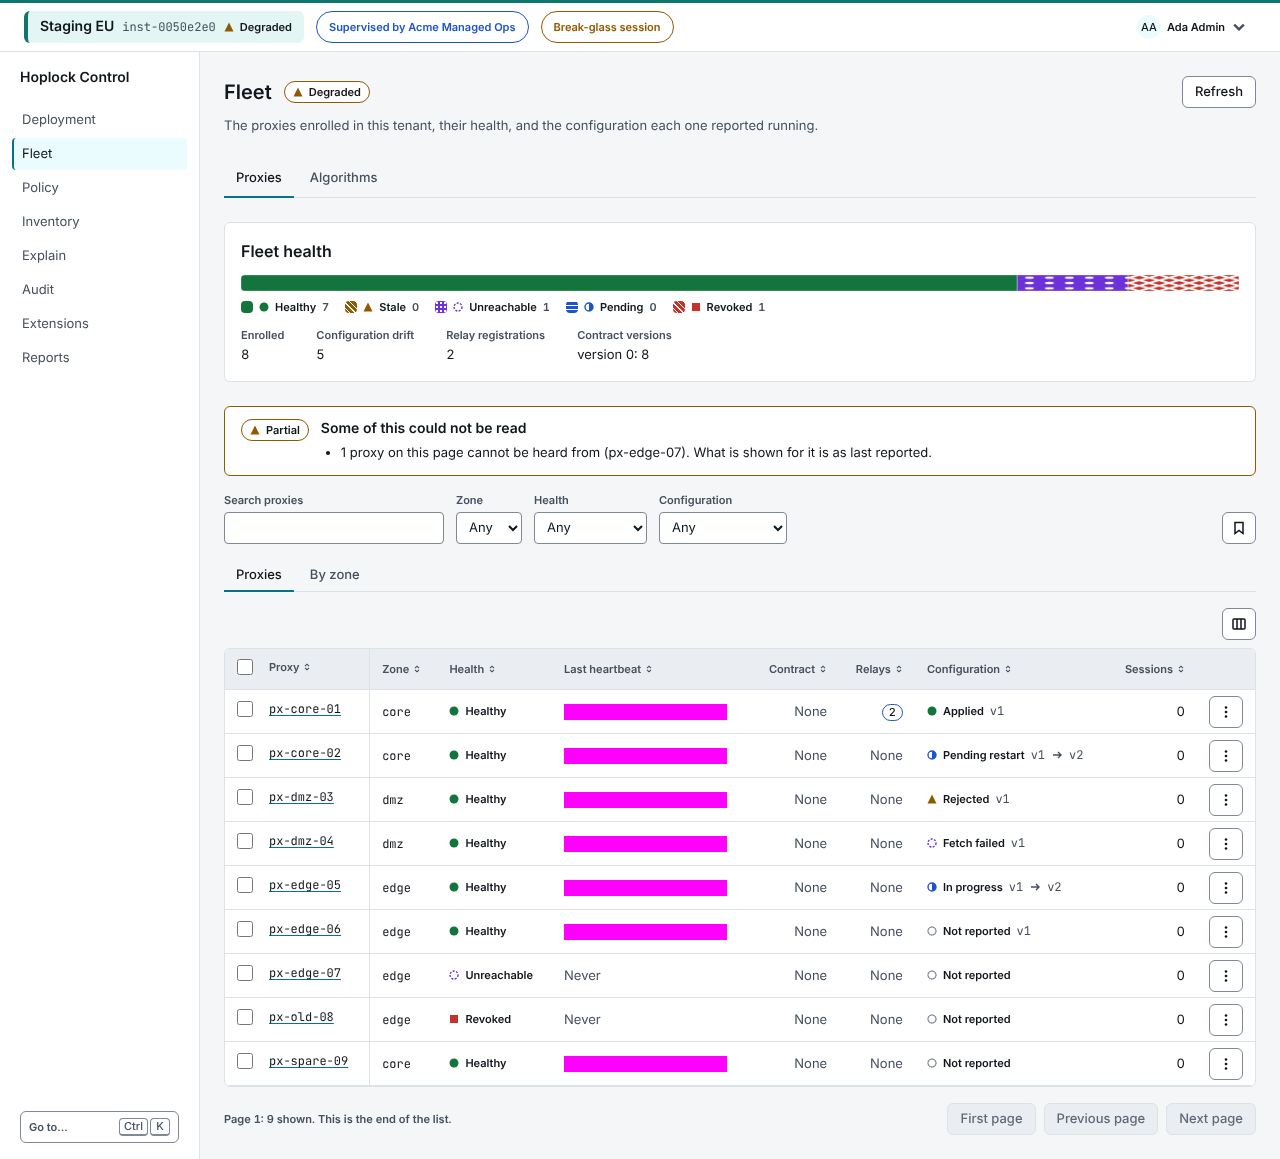 Staging EU inst-0050e2e0 Degraded
Supervised by Acme Managed Ops
Break-glass session
AA Ada Admin
Hoplock Control
Deployment
Fleet
Policy
Inventory
Explain
Audit
Extensions
Reports
Go to... Ctrl K
Fleet Degraded
Refresh
The proxies enrolled in this tenant, their health, and the configuration each one reported running.
Proxies Algorithms
Fleet health
Healthy 7 Stale 0 Unreachable 1 Pending 0 Revoked 1
Enrolled Configuration drift Relay registrations Contract versions
8 5 2 version 0: 8
Partial Some of this could not be read
• 1 proxy on this page cannot be heard from (px-edge-07). What is shown for it is as last reported.
Search proxies Zone Health Configuration
Any Any Any
Proxies By zone
Proxy Zone Health Last heartbeat Contract Relays Configuration Sessions
px-core-01 core Healthy None 2 Applied v1 0
px-core-02 core Healthy None None Pending restart v1 → v2 0
px-dmz-03 dmz Healthy None None Rejected v1 0
px-dmz-04 dmz Healthy None None Fetch failed v1 0
px-edge-05 edge Healthy None None In progress v1 → v2 0
px-edge-06 edge Healthy None None Not reported v1 0
px-edge-07 edge Unreachable Never None None Not reported 0
px-old-08 edge Revoked Never None None Not reported 0
px-spare-09 core Healthy None None Not reported 0
Page 1: 9 shown. This is the end of the list.
First page Previous page Next page